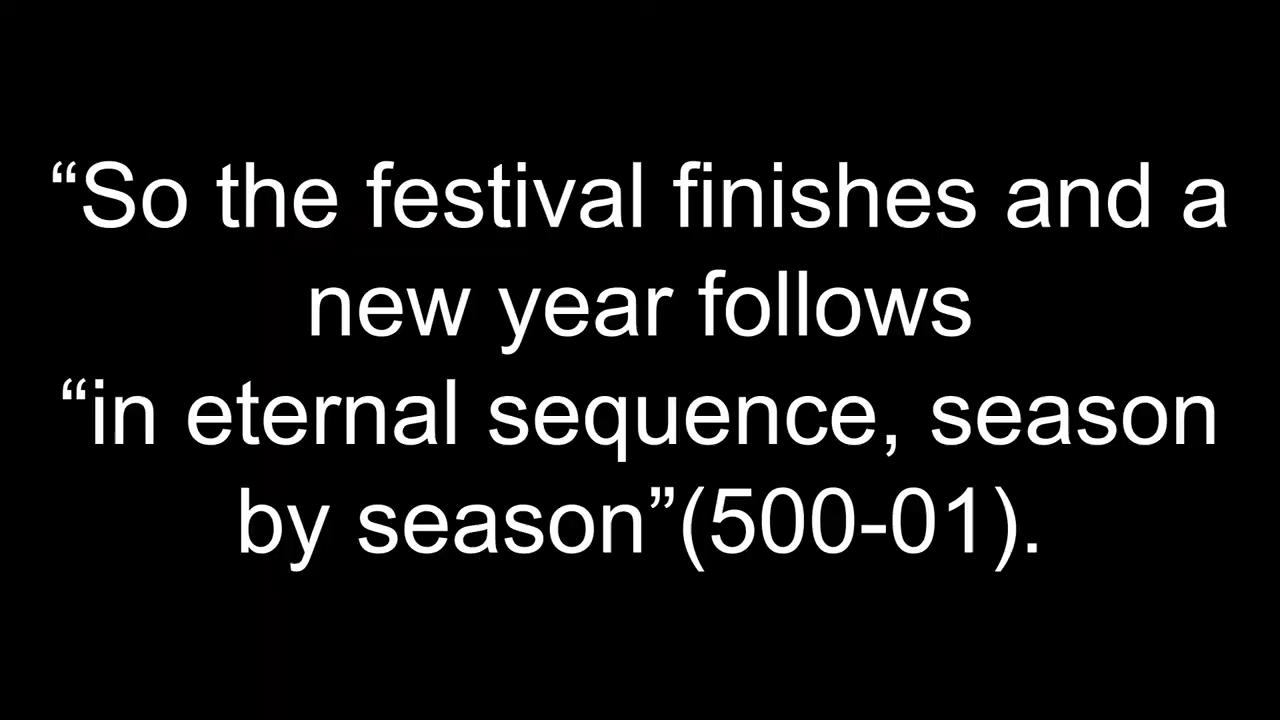 “So the festival finishes and a
new year follows
“in eternal sequence, season
by season”(500-01).